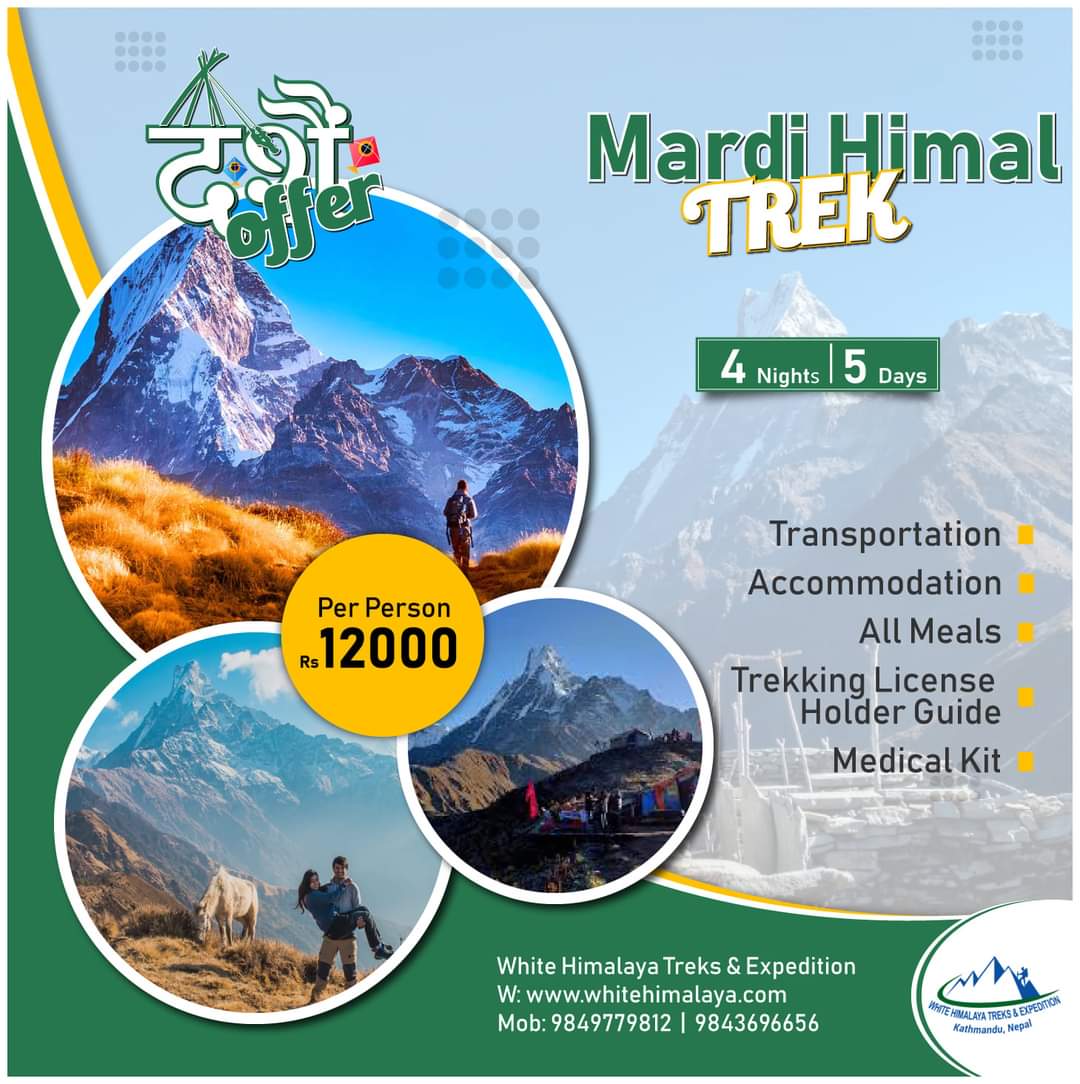 दशैं
offer
Mardi Himal
TREK
4 Nights | 5 Days
Transportation
Accommodation
All Meals
Trekking License
Holder Guide
Medical Kit
Per Person
Rs 12000
White Himalaya Treks & Expedition
W: www.whitehimalaya.com
Mob: 9849779812 | 9843696656
WHITE HIMALAYA TREKS & EXPEDITION
Kathmandu, Nepal